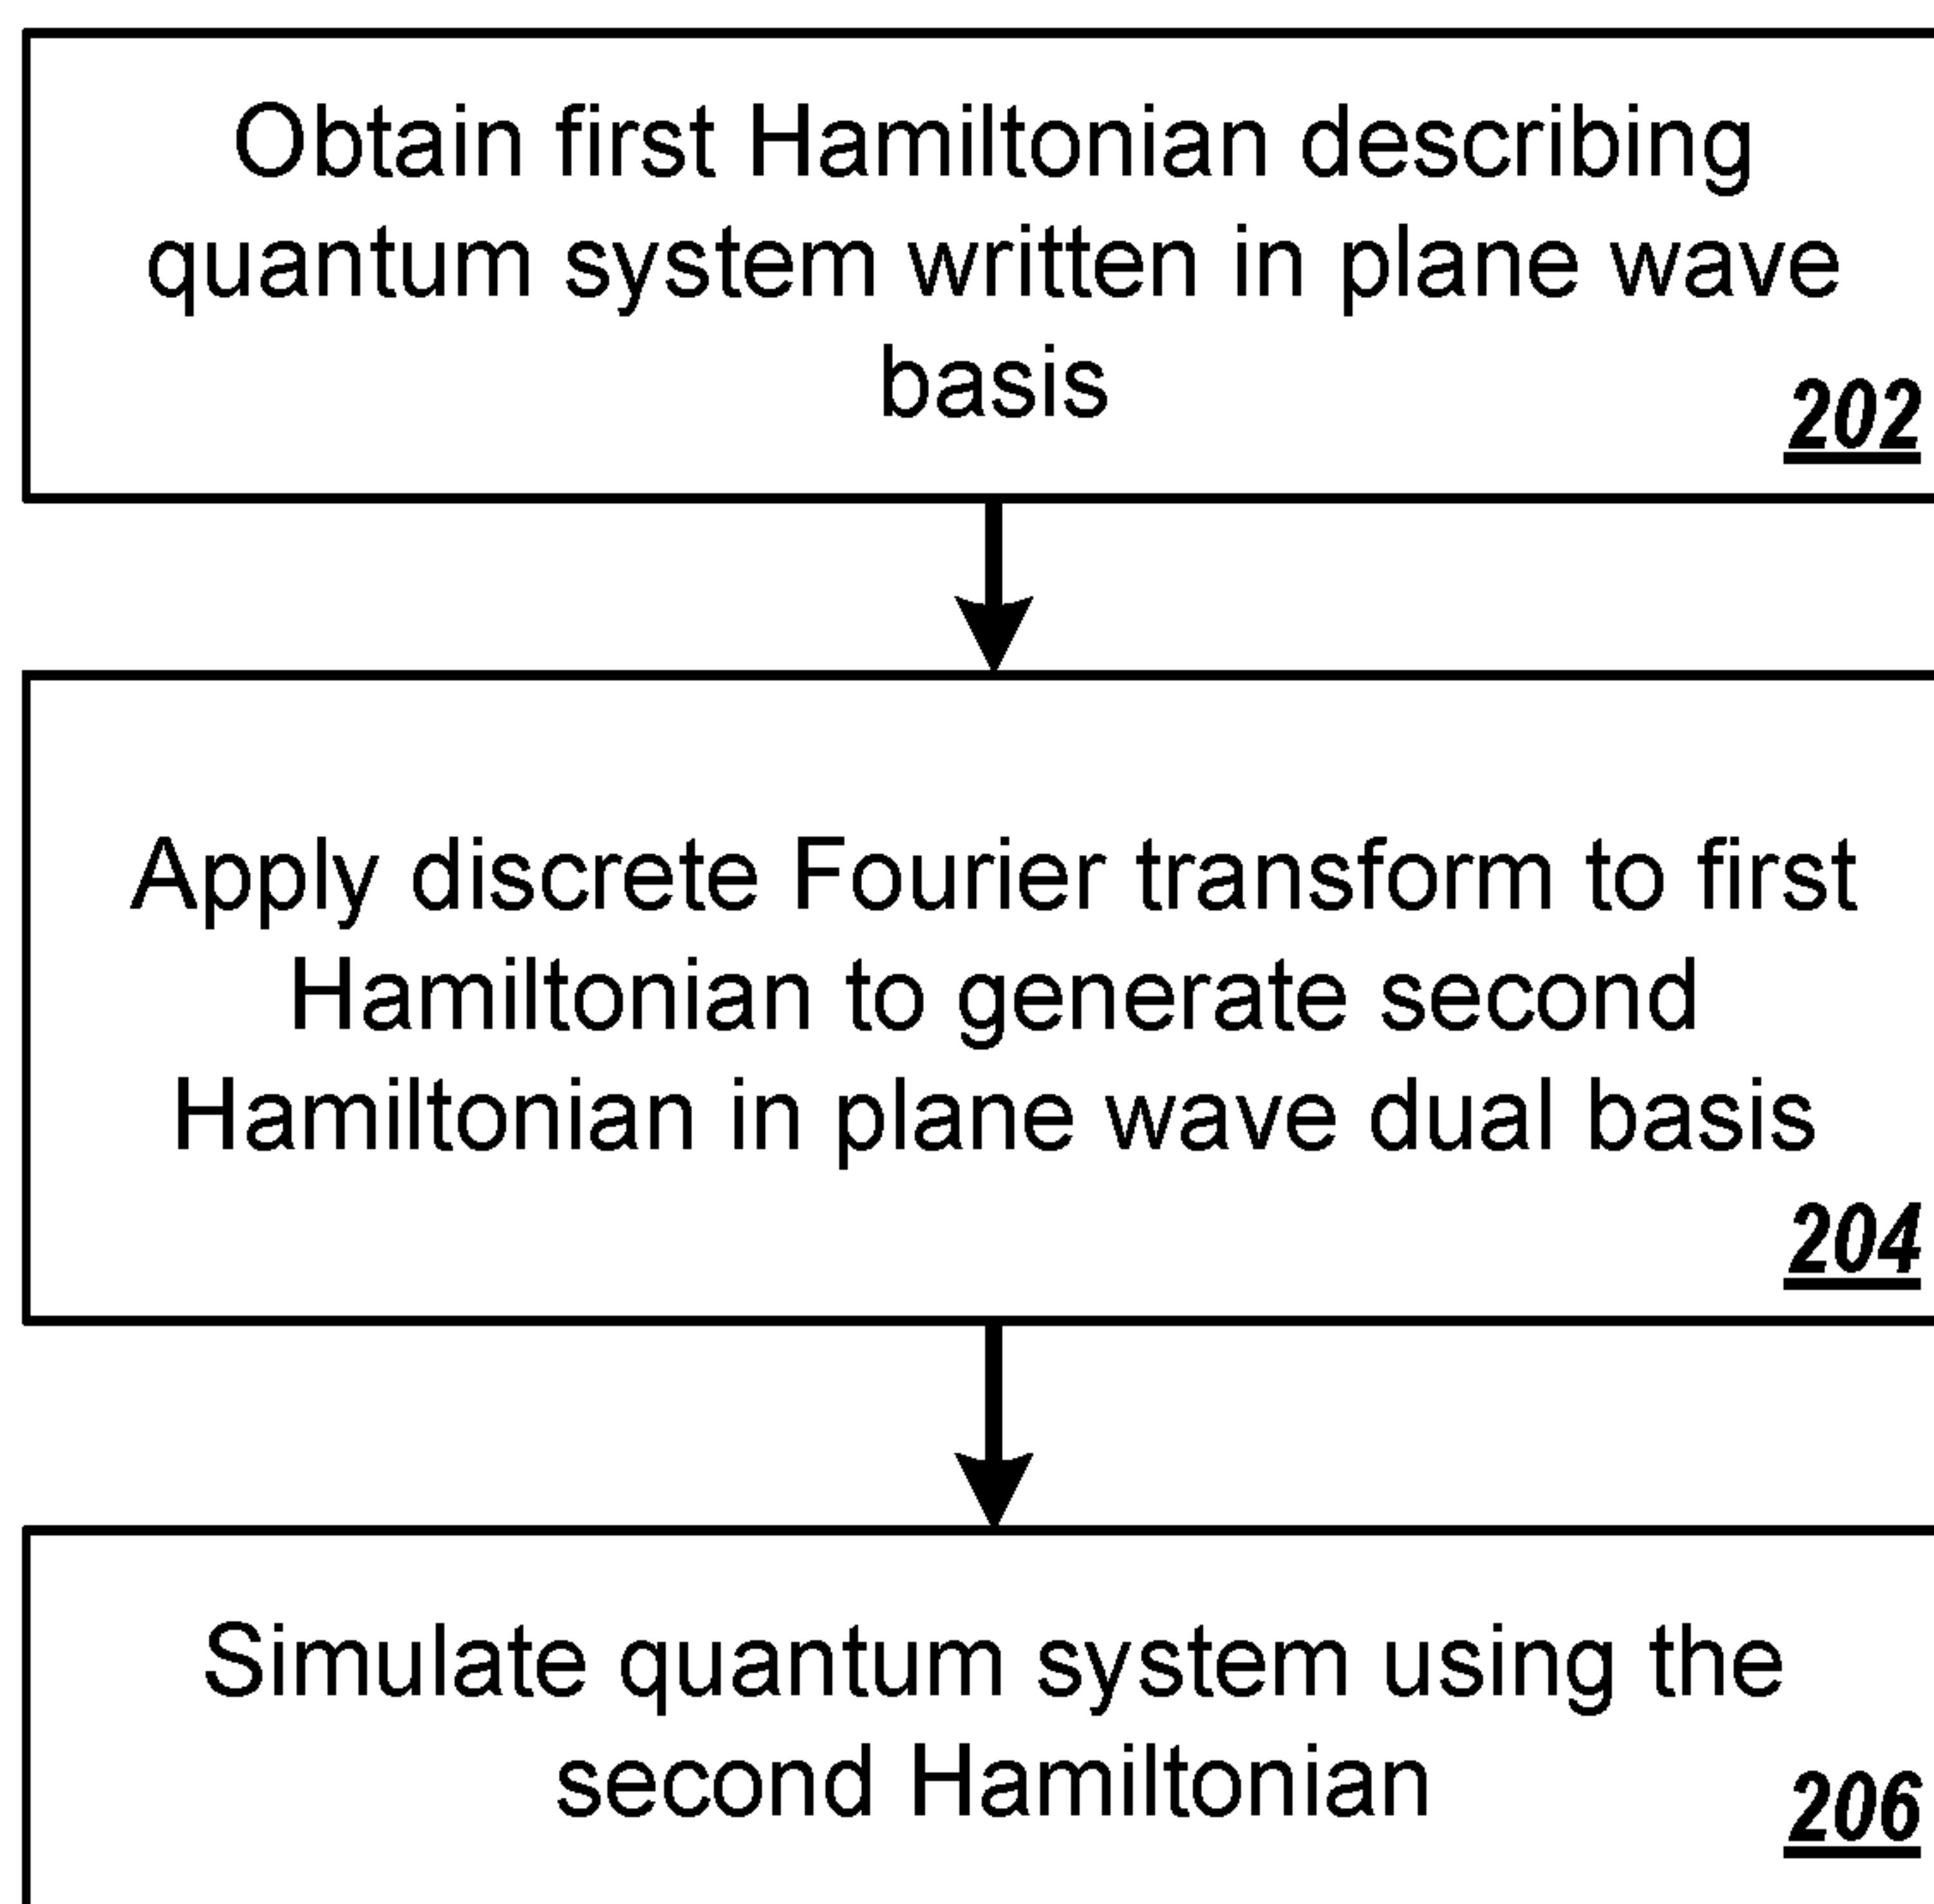 Obtain first Hamiltonian describing
quantum system written in plane wave
basis
202
Apply discrete Fourier transform to first
Hamiltonian to generate second
Hamiltonian in plane wave dual basis
204
Simulate quantum system using the
second Hamiltonian
206